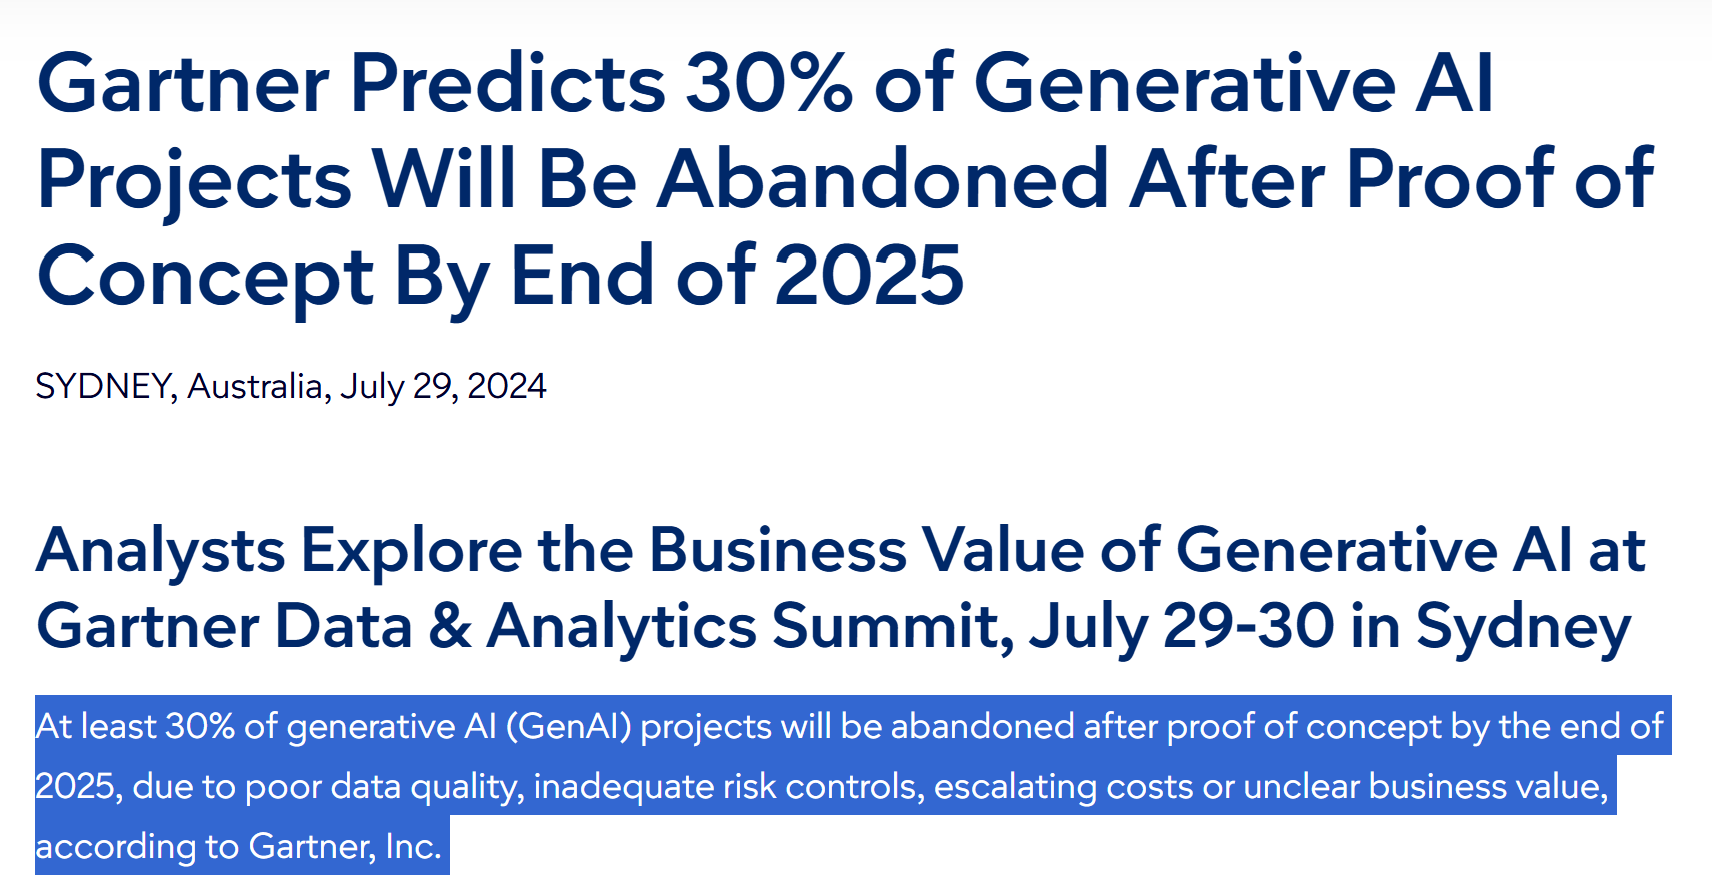 Gartner Predicts 30% of Generative AI
Projects Will Be Abandoned After Proof of
Concept By End of 2025
SYDNEY, Australia, July 29, 2024
Analysts Explore the Business Value of Generative AI at
Gartner Data & Analytics Summit, July 29-30 in Sydney
At least 30% of generative AI (GenAI) projects will be abandoned after proof of concept by the end of
2025, due to poor data quality, inadequate risk controls, escalating costs or unclear business value,
according to Gartner, Inc.